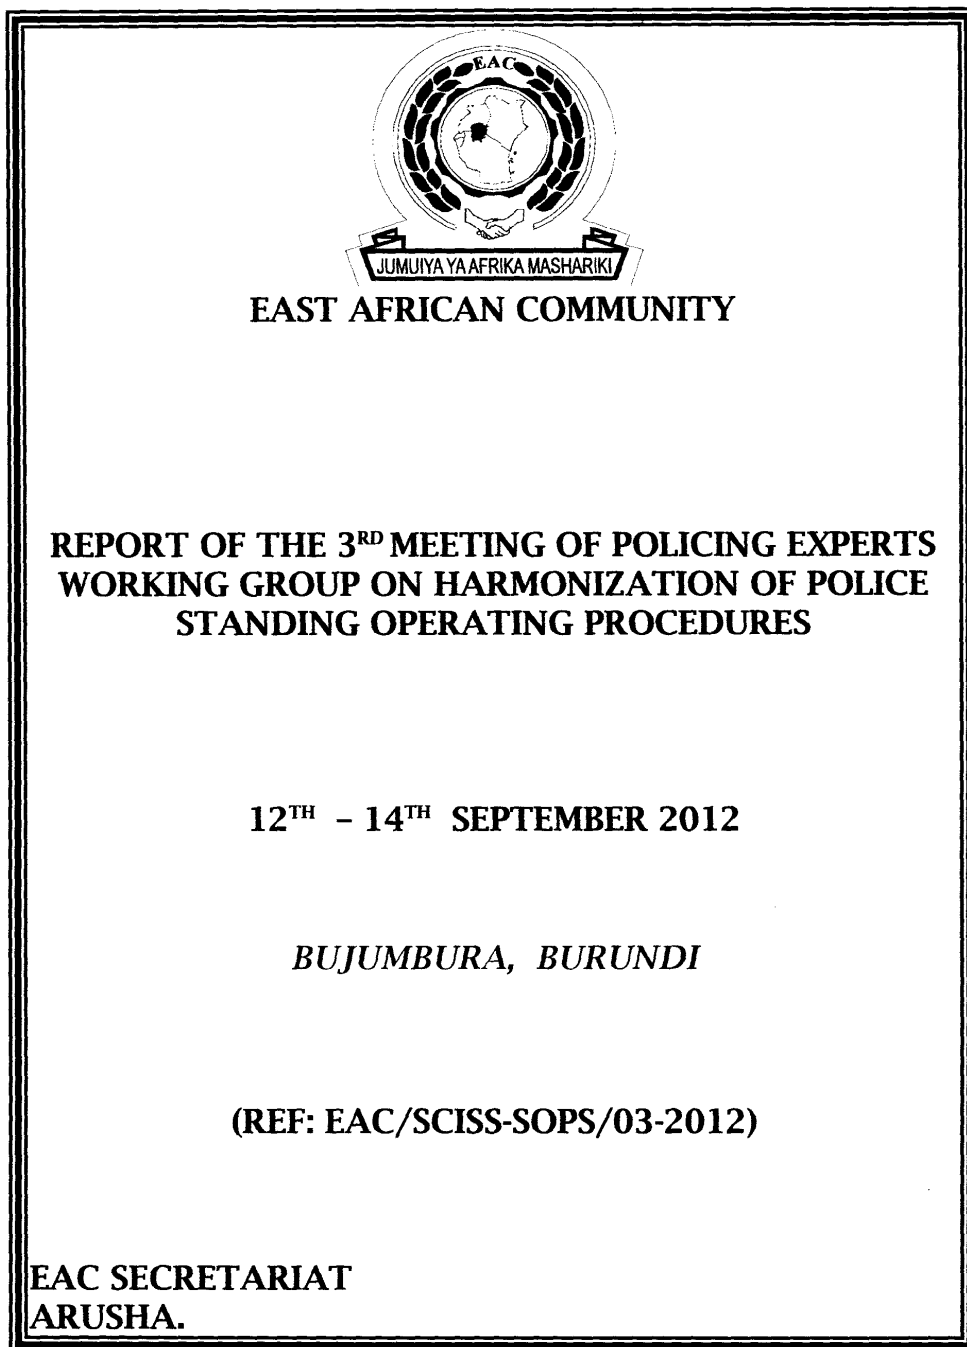 EAC
JUMUIYA YA AFRIKA MASHARIKI
EAST AFRICAN COMMUNITY
REPORT OF THE 3RD MEETING OF POLICING EXPERTS
WORKING GROUP ON HARMONIZATION OF POLICE
STANDING OPERATING PROCEDURES
12TH – 14TH SEPTEMBER 2012
BUJUMBURA, BURUNDI
(REF: EAC/SCISS-SOPS/03-2012)
EAC SECRETARIAT
ARUSHA.